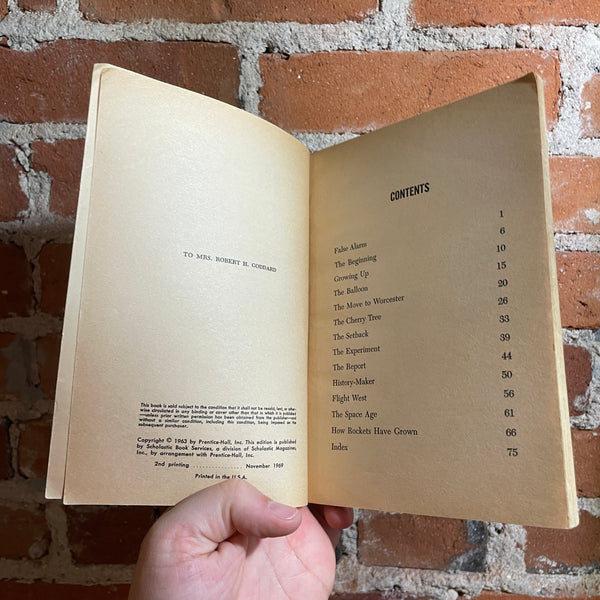 TO MRS. ROBERT H. GODDARD
This book is sold subject to the condition that it shall not be resold, lent, or other-
wise circulated in any binding or cover other than that in which it is published
—unless prior written permission has been obtained from the publisher—and
without a similar condition, including this condition, being imposed on the
subsequent purchaser.
Copyright © 1963 by Prentice-Hall, Inc. This edition is published
by Scholastic Book Services, a division of Scholastic Magazines,
Inc., by arrangement with Prentice-Hall, Inc.
2nd printing .................... November 1969
Printed in the U.S.A.
CONTENTS
False Alarm 1
The Beginning 6
Growing Up 10
The Balloon 15
The Move to Worcester 20
The Cherry Tree 26
The Setback 33
The Experiment 39
The Report 44
History-Maker 50
Flight West 56
The Space Age 61
How Rockets Have Grown 66
Index 75